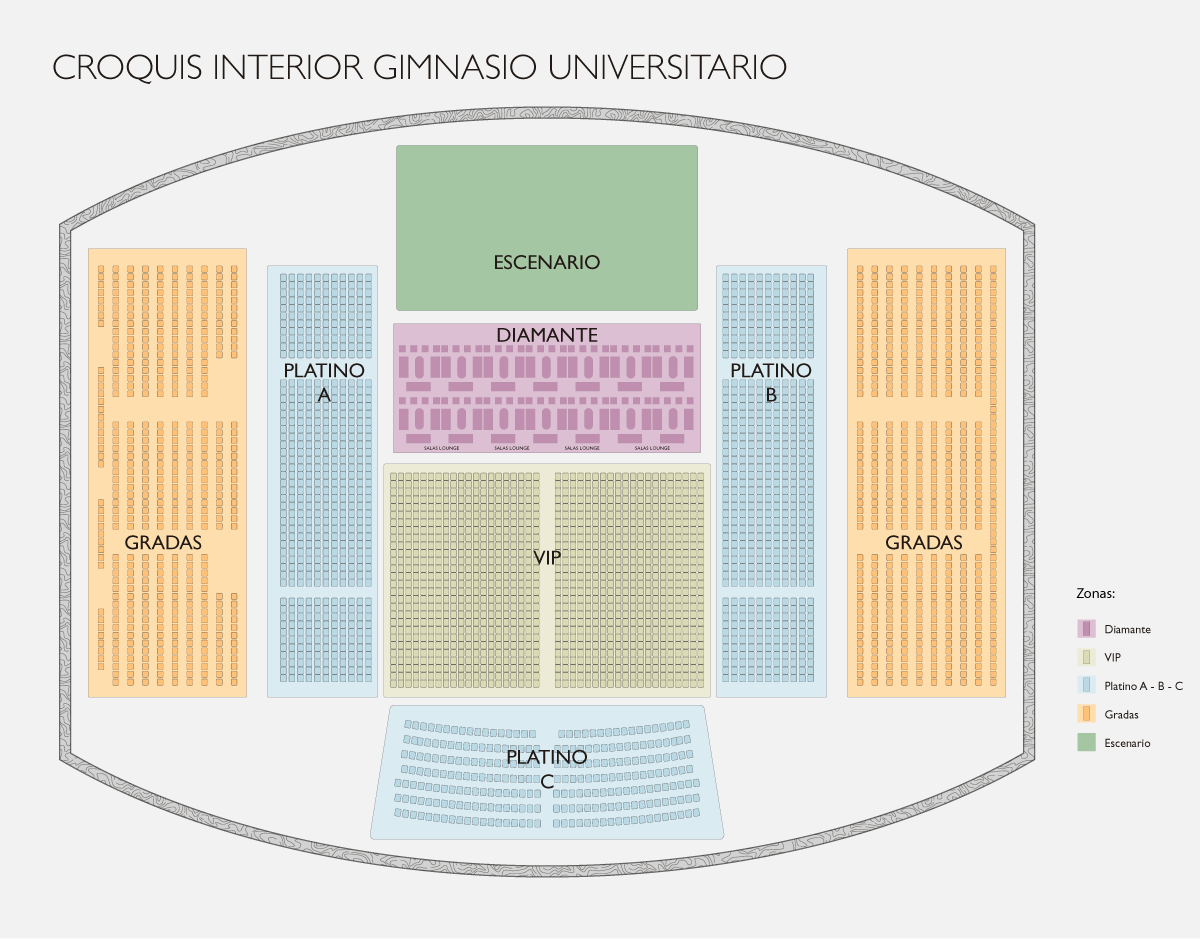 CROQUIS INTERIOR GIMNASIO UNIVERSITARIO
ESCENARIO
DIAMANTE
SALAS LOUNGE
SALAS LOUNGE
SALAS LOUNGE
SALAS LOUNGE
PLATINO
A
PLATINO
B
GRADAS
VIP
GRADAS
PLATINO
C
Zonas:
Diamante
VIP
Platino A - B - C
Gradas
Escenario